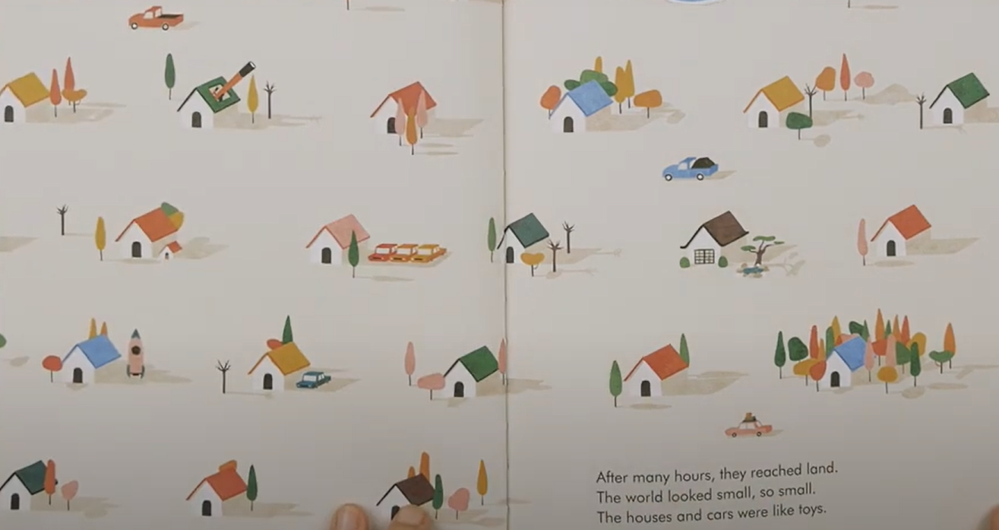 After many hours, they reached land.
The world looked small, so small.
The houses and cars were like toys.